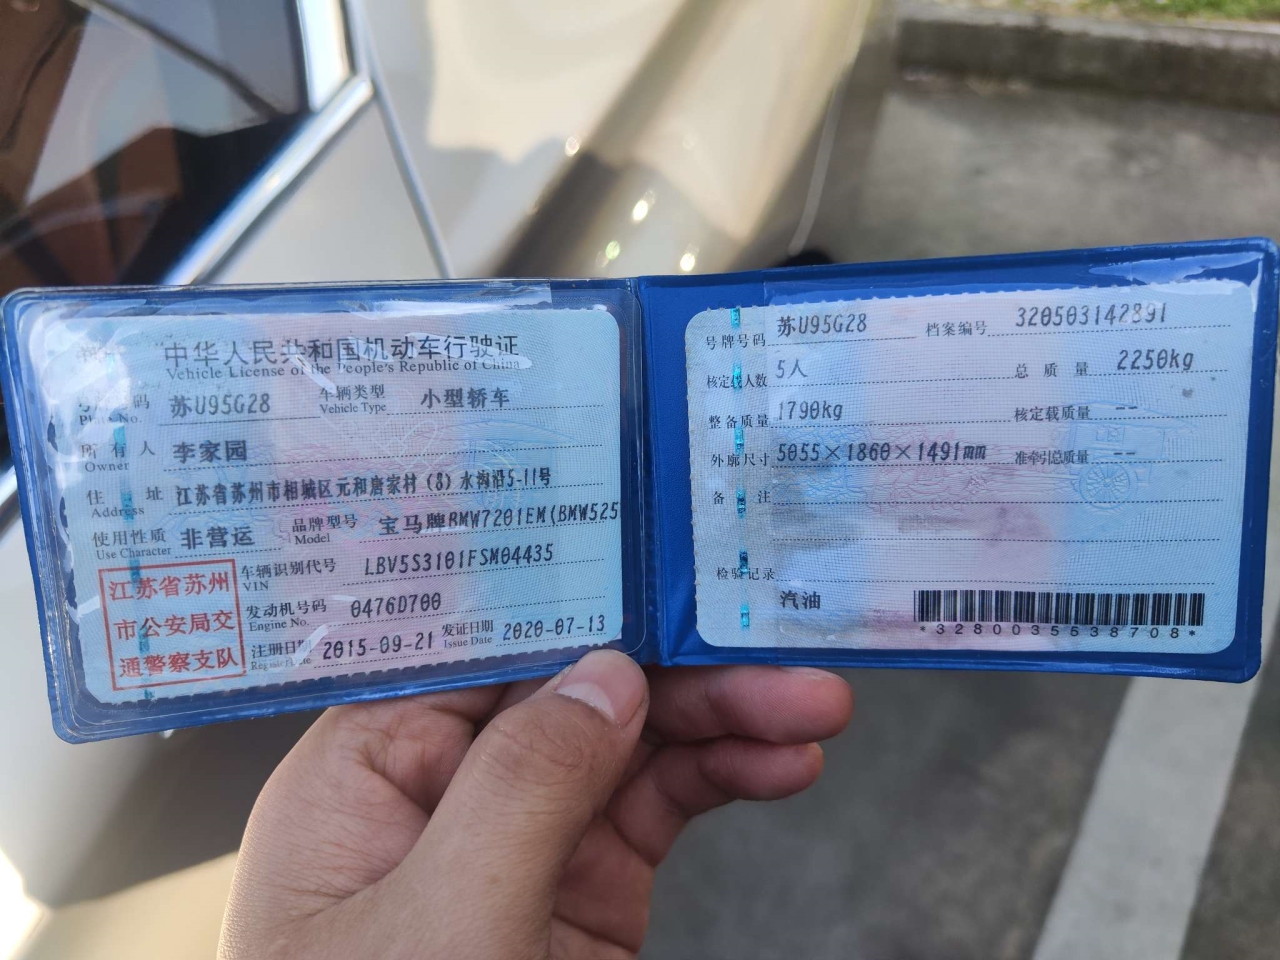 中华人民共和国机动车行驶证
Vehicle License of the People's Republic of China
号牌号码 苏U95G28 车辆类型 小型轿车
Plate No. Vehicle Type
所有人 李家园
Owner
住址 江苏省苏州市相城区元和唐家村(8)水沟沿5-11号
Address
使用性质 非营运 品牌型号 宝马牌BMW7201EM(BMW525
Use Character Model
江苏省苏州
市公安局交
通警察支队
车辆识别代号 LBV5S3101FSM04435
VIN
发动机号码 0476D700
Engine No.
注册日期 2015-09-21 发证日期 2020-07-13
Register Date Issue Date
号牌号码 苏U95G28 档案编号 320503142891
核定载人数 5人 总质量 2250kg
整备质量 1790kg 核定载质量 --
外廓尺寸 5055×1860×1491mm 准牵引总质量 --
备注
检验记录
汽油
*3280035538708*